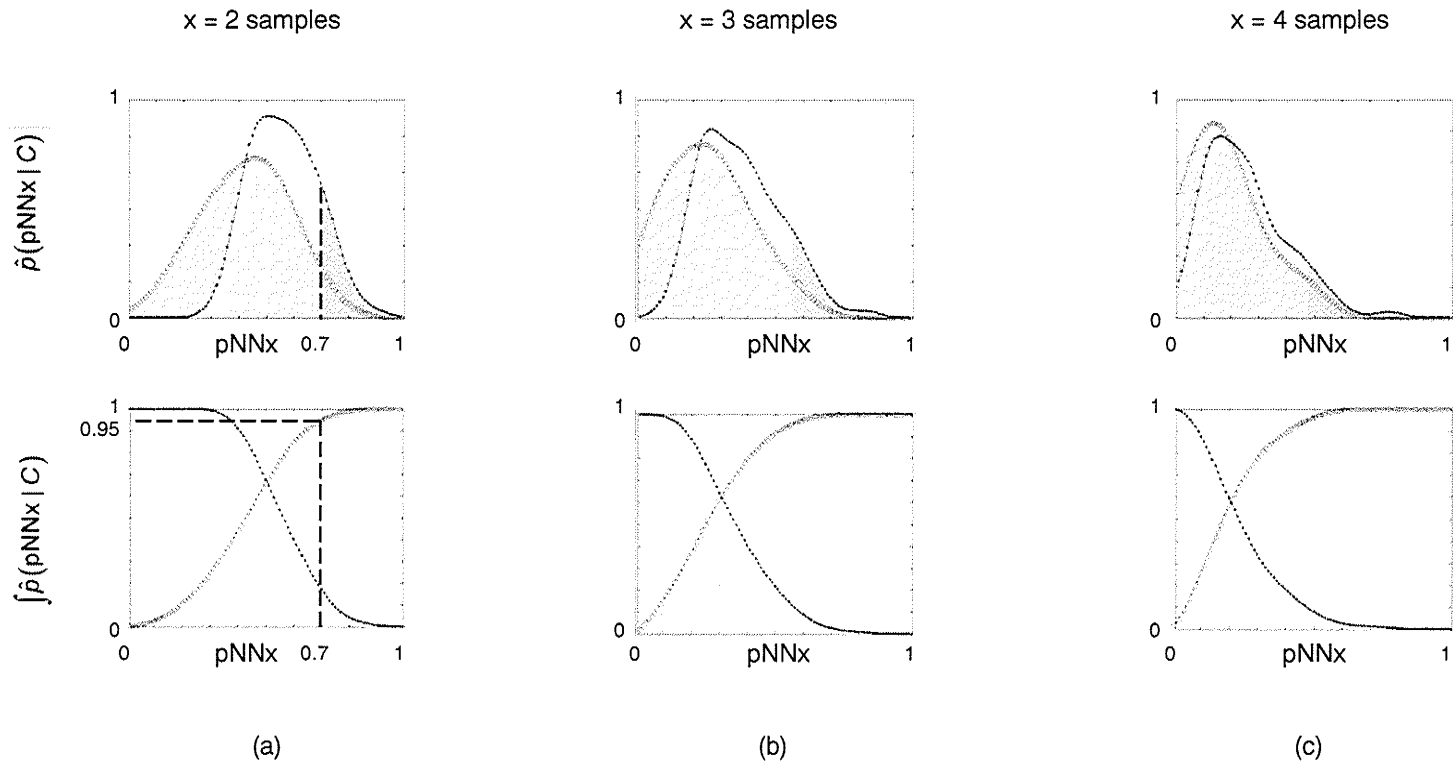 x = 2 samples
x = 3 samples
x = 4 samples
p̂(pNNx | C)
1
0
0
pNNx
0.7
1
1
0
0
pNNx
1
1
0
0
pNNx
1
∫p̂(pNNx | C)
1
0.95
0
0
pNNx
0.7
1
1
0
0
pNNx
1
1
0
0
pNNx
1
(a)
(b)
(c)